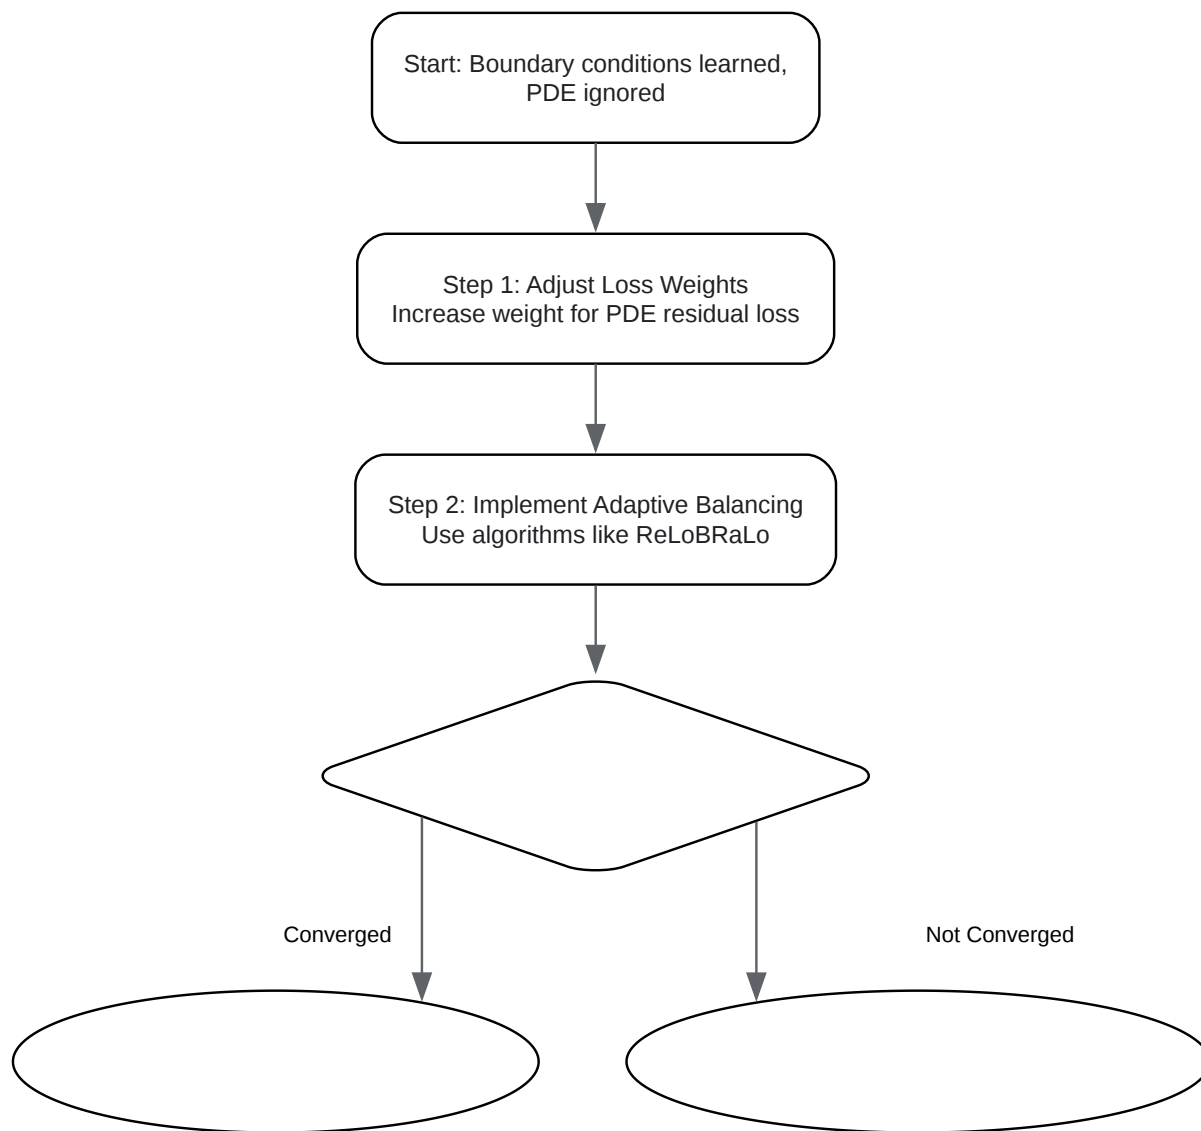 Start: Boundary conditions learned,
PDE ignored
Step 1: Adjust Loss Weights
Increase weight for PDE residual loss
Step 2: Implement Adaptive Balancing
Use algorithms like ReLoBRaLo
Converged
Not Converged